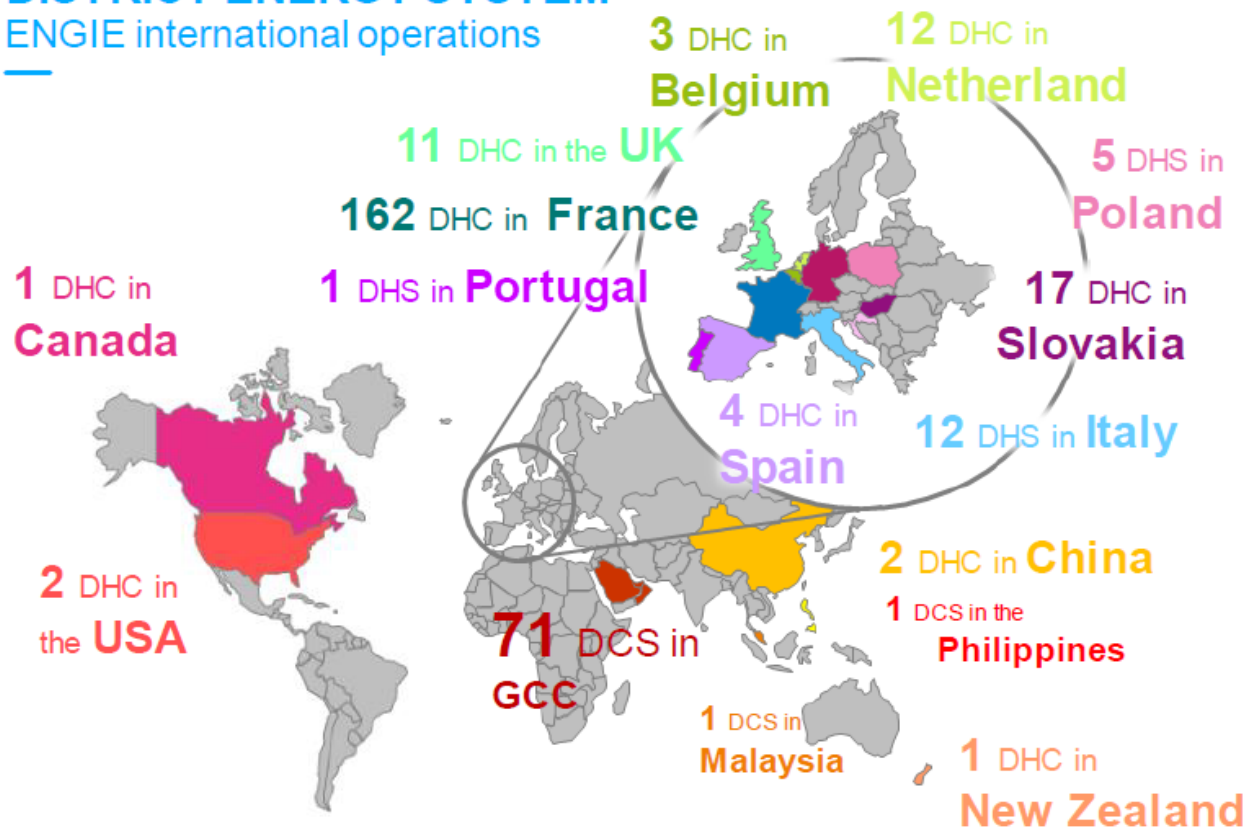 DISTRICT ENERGY SYSTEM
ENGIE international operations
3 DHC in
Belgium
12 DHC in
Netherland
11 DHC in the UK
5 DHS in
Poland
162 DHC in France
1 DHC in
Canada
1 DHS in Portugal
17 DHC in
Slovakia
4 DHC in
Spain
12 DHS in Italy
2 DHC in
the USA
71 DCS in
GCC
2 DHC in China
1 DCS in the
Philippines
1 DCS in
Malaysia
1 DHC in
New Zealand